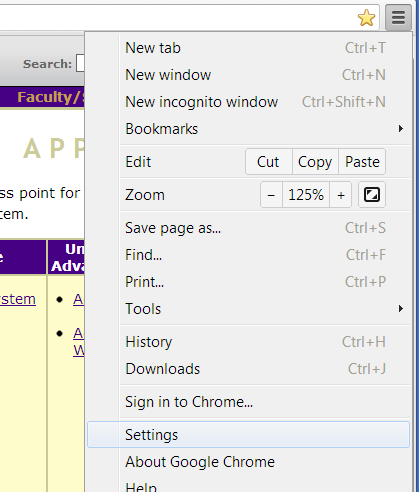 Search:
New tab Ctrl+T
New window Ctrl+N
New incognito window Ctrl+Shift+N
Bookmarks
Edit Cut Copy Paste
Zoom − 125% +
Save page as... Ctrl+S
Find... Ctrl+F
Print... Ctrl+P
Tools
History Ctrl+H
Downloads Ctrl+J
Sign in to Chrome...
Settings
About Google Chrome
Help
Faculty/
APP
ss point for
tem.
e
Un
Adva
ystem
A
A
W